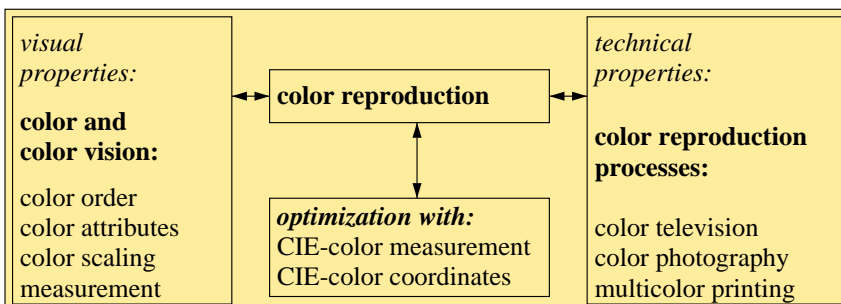 visual
properties:
color and
color vision:
color order
color attributes
color scaling
measurement
color reproduction
optimization with:
CIE-color measurement
CIE-color coordinates
technical
properties:
color reproduction
processes:
color television
color photography
multicolor printing